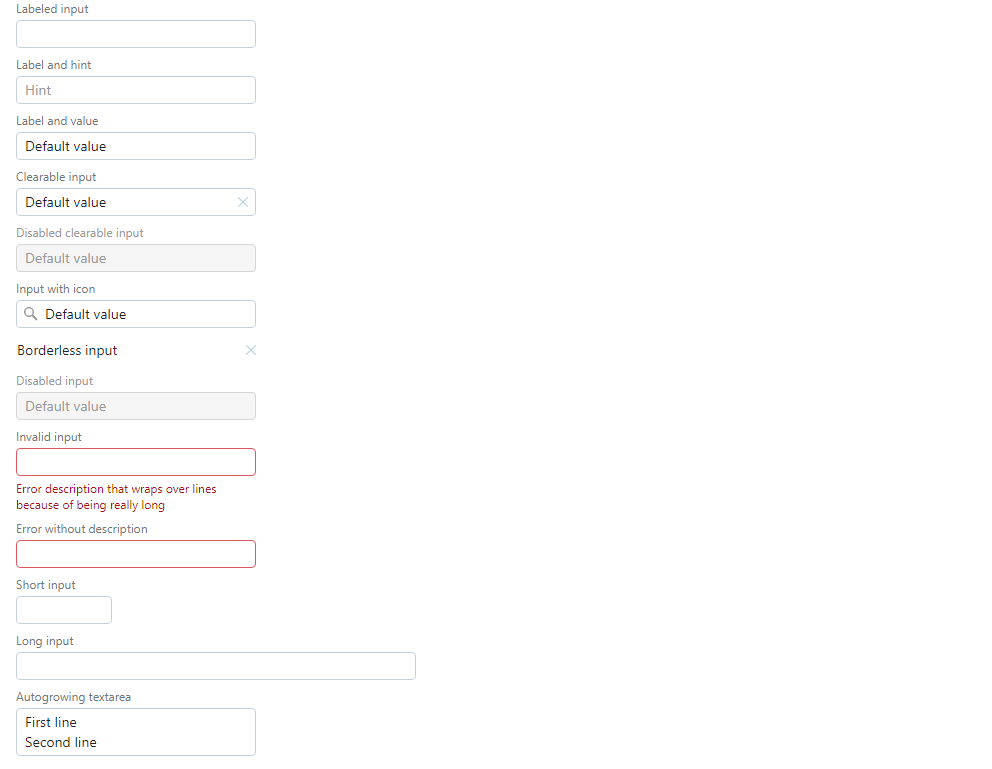 Labeled input
Label and hint
Hint
Label and value
Default value
Clearable input
Default value
Disabled clearable input
Default value
Input with icon
Default value
Borderless input
Disabled input
Default value
Invalid input
Error description that wraps over lines
because of being really long
Error without description
Short input
Long input
Autogrowing textarea
First line
Second line